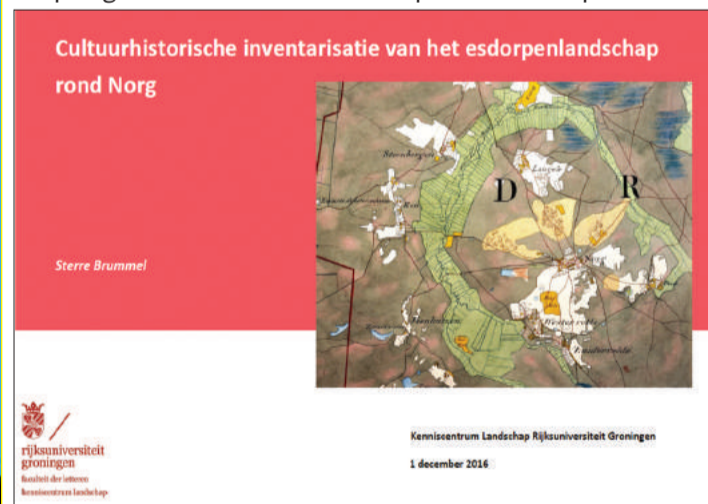 Cultuurhistorische inventarisatie van het esdorpenlandschap
rond Norg
D R
Sterre Brummel
rijksuniversiteit
groningen
faculteit der letteren
kenniscentrum landschap
Kenniscentrum Landschap Rijksuniversiteit Groningen
1 december 2016